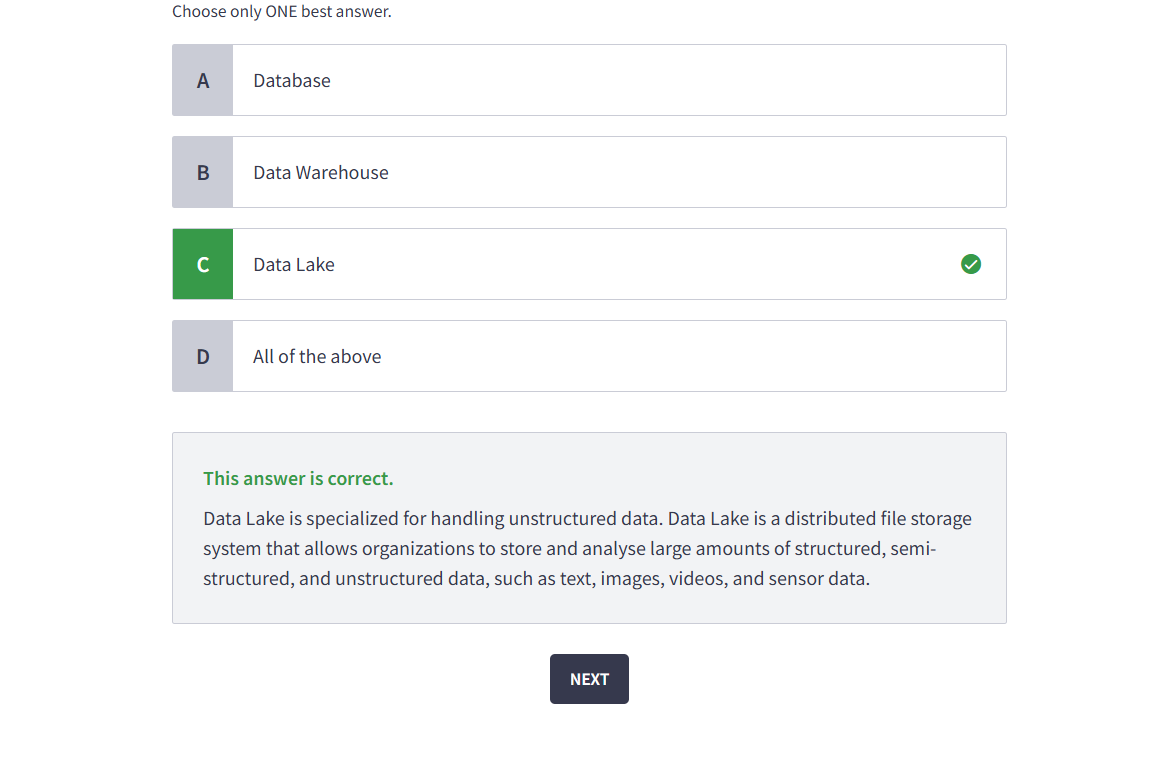 Choose only ONE best answer.
A Database
B Data Warehouse
C Data Lake
D All of the above
This answer is correct.
Data Lake is specialized for handling unstructured data. Data Lake is a distributed file storage
system that allows organizations to store and analyse large amounts of structured, semi-
structured, and unstructured data, such as text, images, videos, and sensor data.
NEXT